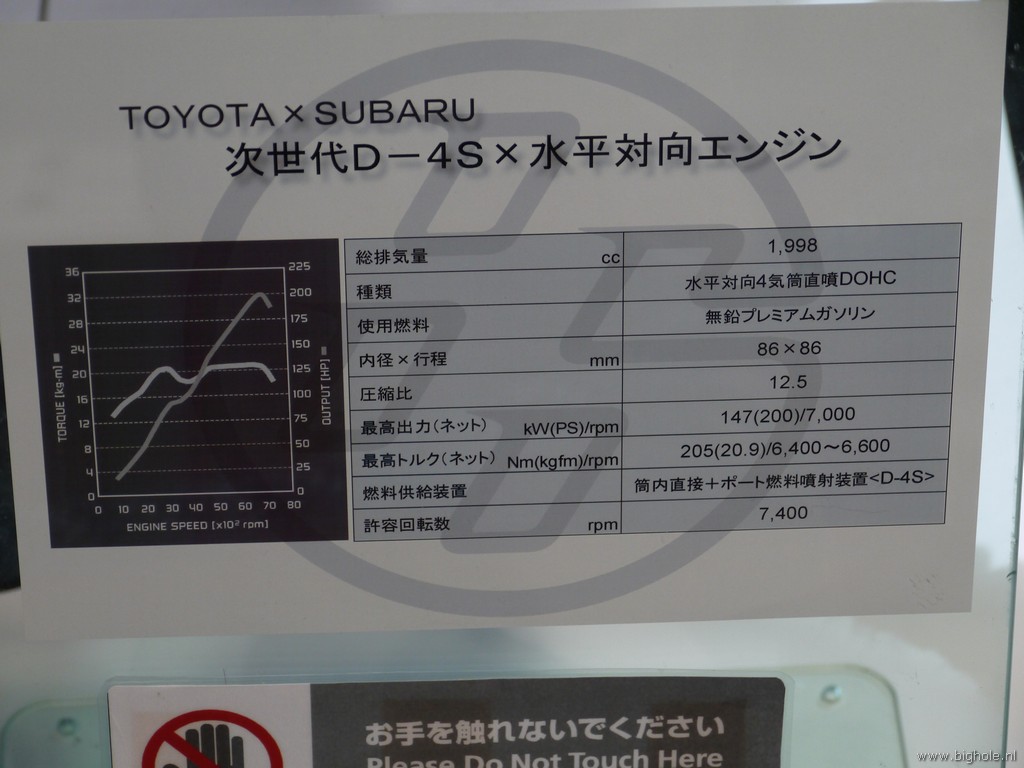 TOYOTA×SUBARU
次世代D－4S×水平対向エンジン
総排気量 cc 1,998
種類 水平対向4気筒直噴DOHC
使用燃料 無鉛プレミアムガソリン
内径×行程 mm 86×86
圧縮比 12.5
最高出力(ネット) kW(PS)/rpm 147(200)/7,000
最高トルク(ネット) Nm(kgfm)/rpm 205(20.9)/6,400～6,600
燃料供給装置 筒内直接＋ポート燃料噴射装置<D-4S>
許容回転数 rpm 7,400
TORQUE [kg-m]
36
32
28
24
20
16
12
8
4
0
225
200
175
150
125
100
75
50
25
0
OUTPUT [HP]
0 10 20 30 40 50 60 70 80
ENGINE SPEED [x10² rpm]
お手を触れないでください
Please Do Not Touch Here
www.bighole.nl